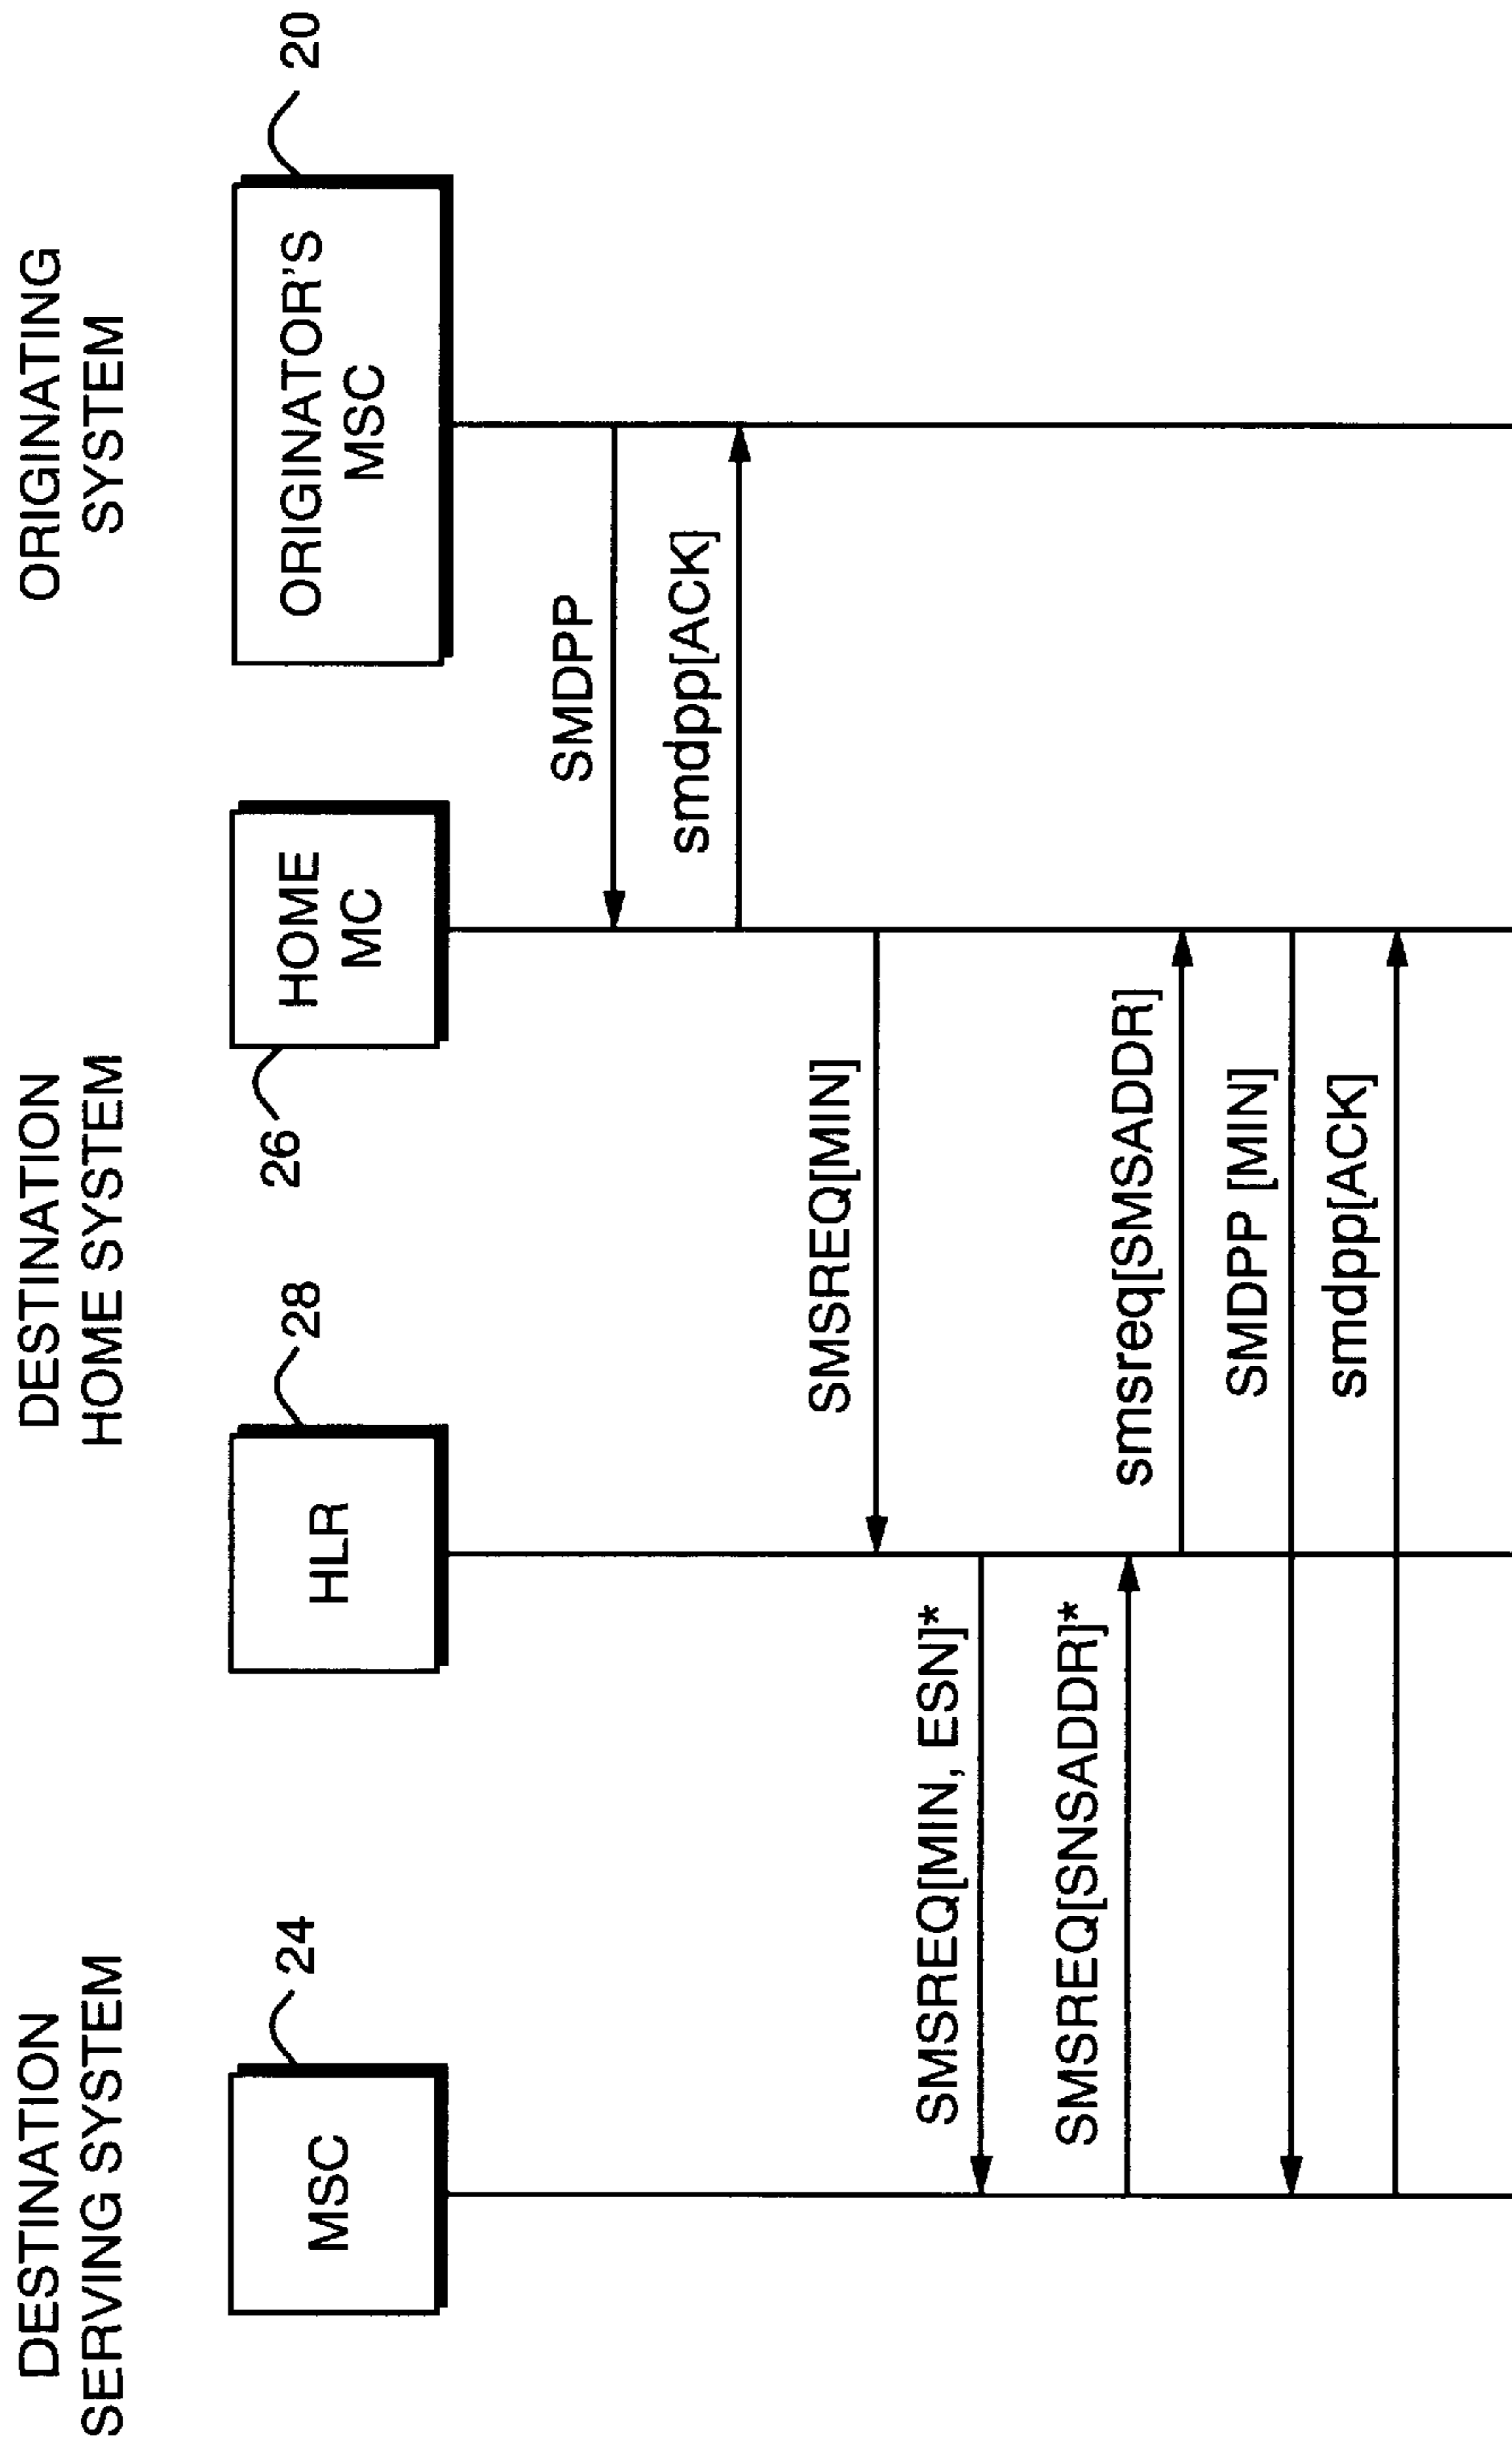 DESTINATION
SERVING SYSTEM
DESTINATION
HOME SYSTEM
ORIGINATING
SYSTEM
MSC
24
HLR
28
26
HOME
MC
ORIGINATOR'S
MSC
20
SMDPP
smdpp[ACK]
SMSREQ[MIN]
SMSREQ[MIN, ESN]*
SMSREQ[SNSADDR]*
smsreq[SMSADDR]
SMDPP [MIN]
smdpp[ACK]